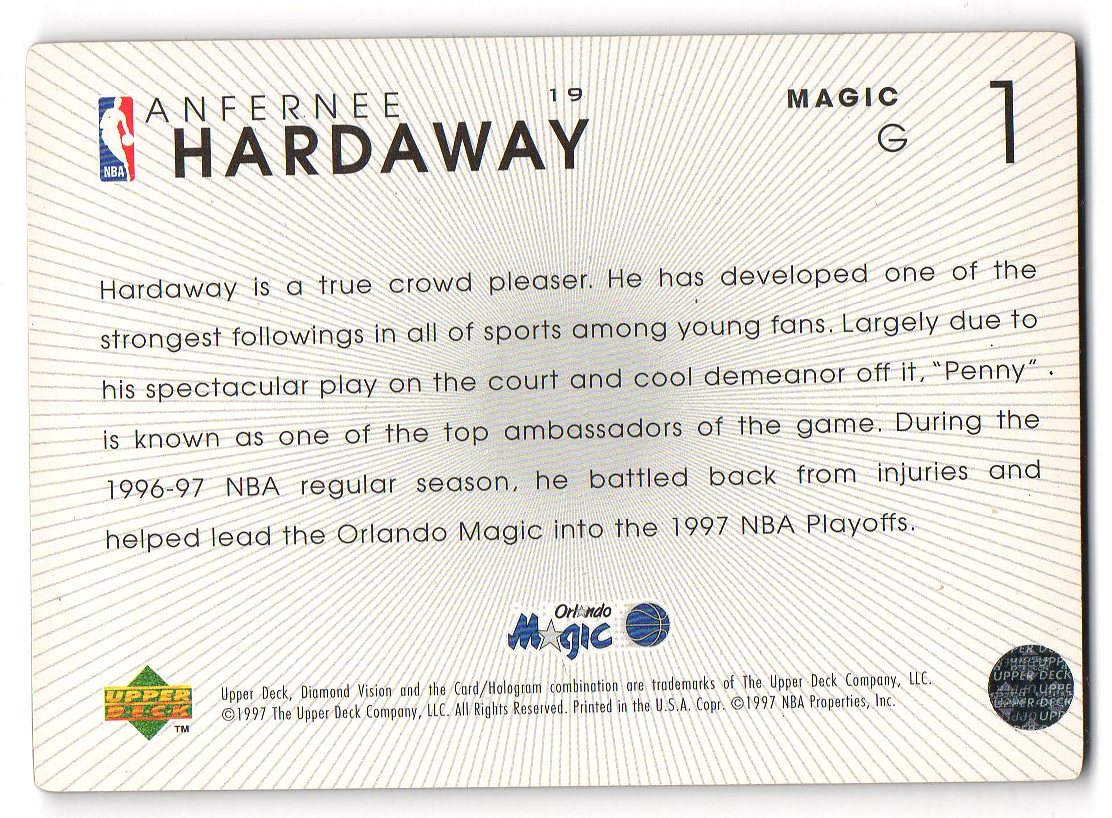 ANFERNEE 19 MAGIC 1
HARDAWAY G
NBA
Hardaway is a true crowd pleaser. He has developed one of the
strongest followings in all of sports among young fans. Largely due to
his spectacular play on the court and cool demeanor off it, "Penny"
is known as one of the top ambassadors of the game. During the
1996-97 NBA regular season, he battled back from injuries and
helped lead the Orlando Magic into the 1997 NBA Playoffs.
Orlando
Magic
UPPER
DECK
TM
Upper Deck, Diamond Vision and the Card/Hologram combination are trademarks of The Upper Deck Company, LLC.
©1997 The Upper Deck Company, LLC. All Rights Reserved. Printed in the U.S.A. Copr. ©1997 NBA Properties, Inc.
UPPER DECK
UPPER DECK